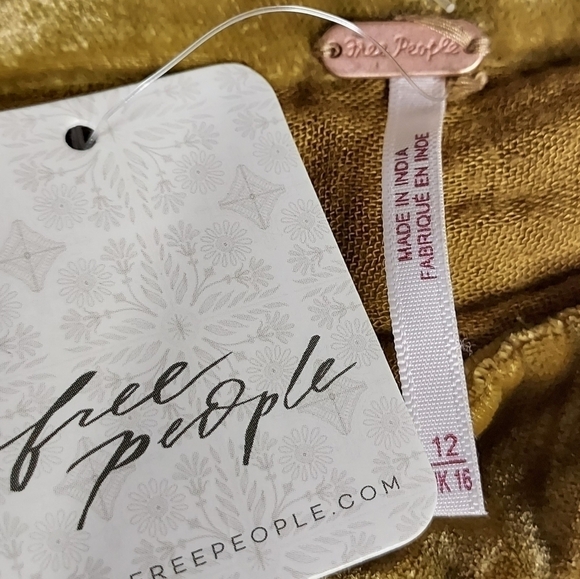 Free People
MADE IN INDIA
FABRIQUÉ EN INDE
12
K 16
free
people
FREEPEOPLE.COM